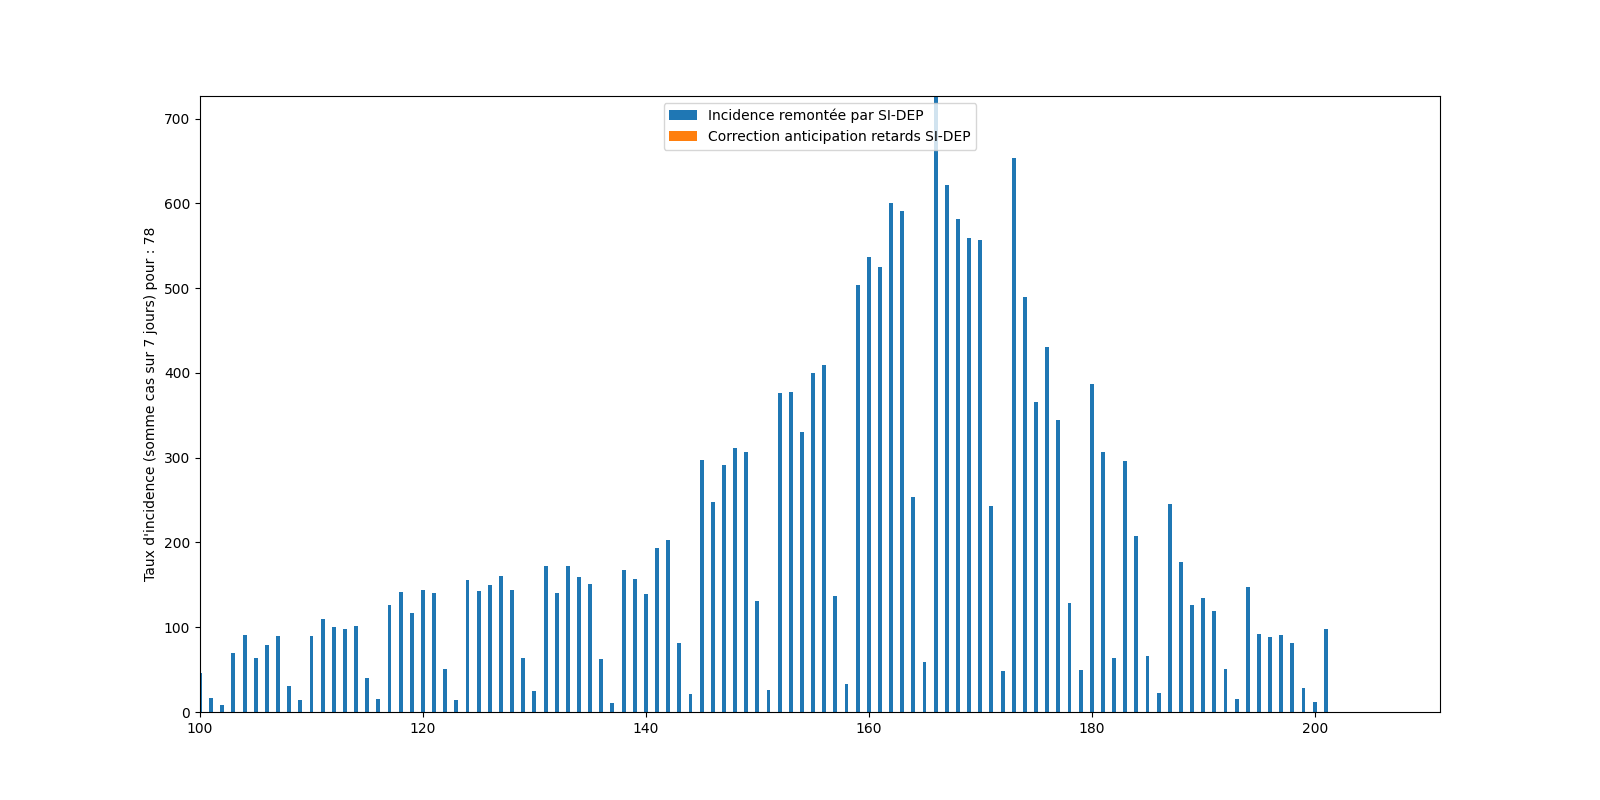 Incidence remontée par SI-DEP
Correction anticipation retards SI-DEP
Taux d'incidence (somme cas sur 7 jours) pour : 78
700
600
500
400
300
200
100
0
100 120 140 160 180 200